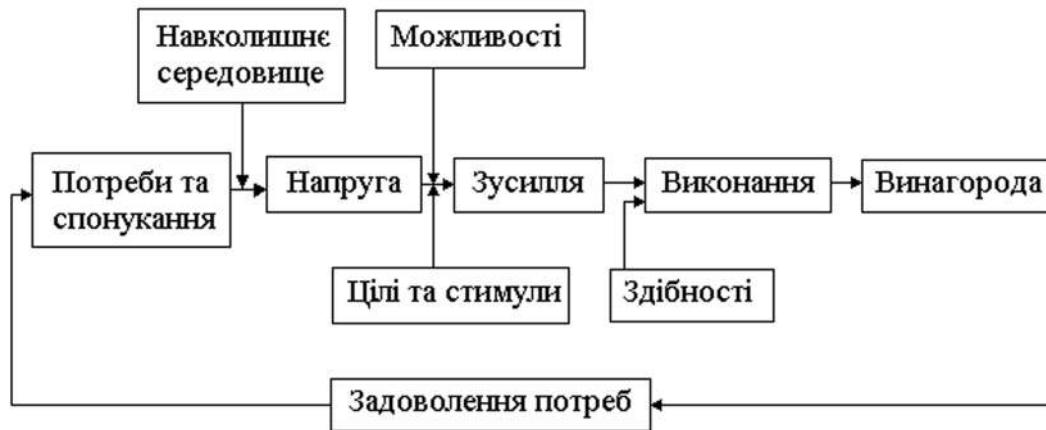 Навколишнє
середовище
Можливості
Потреби та
спонукання
Напруга
Зусилля
Виконання
Винагорода
Цілі та стимули
Здібності
Задоволення потреб